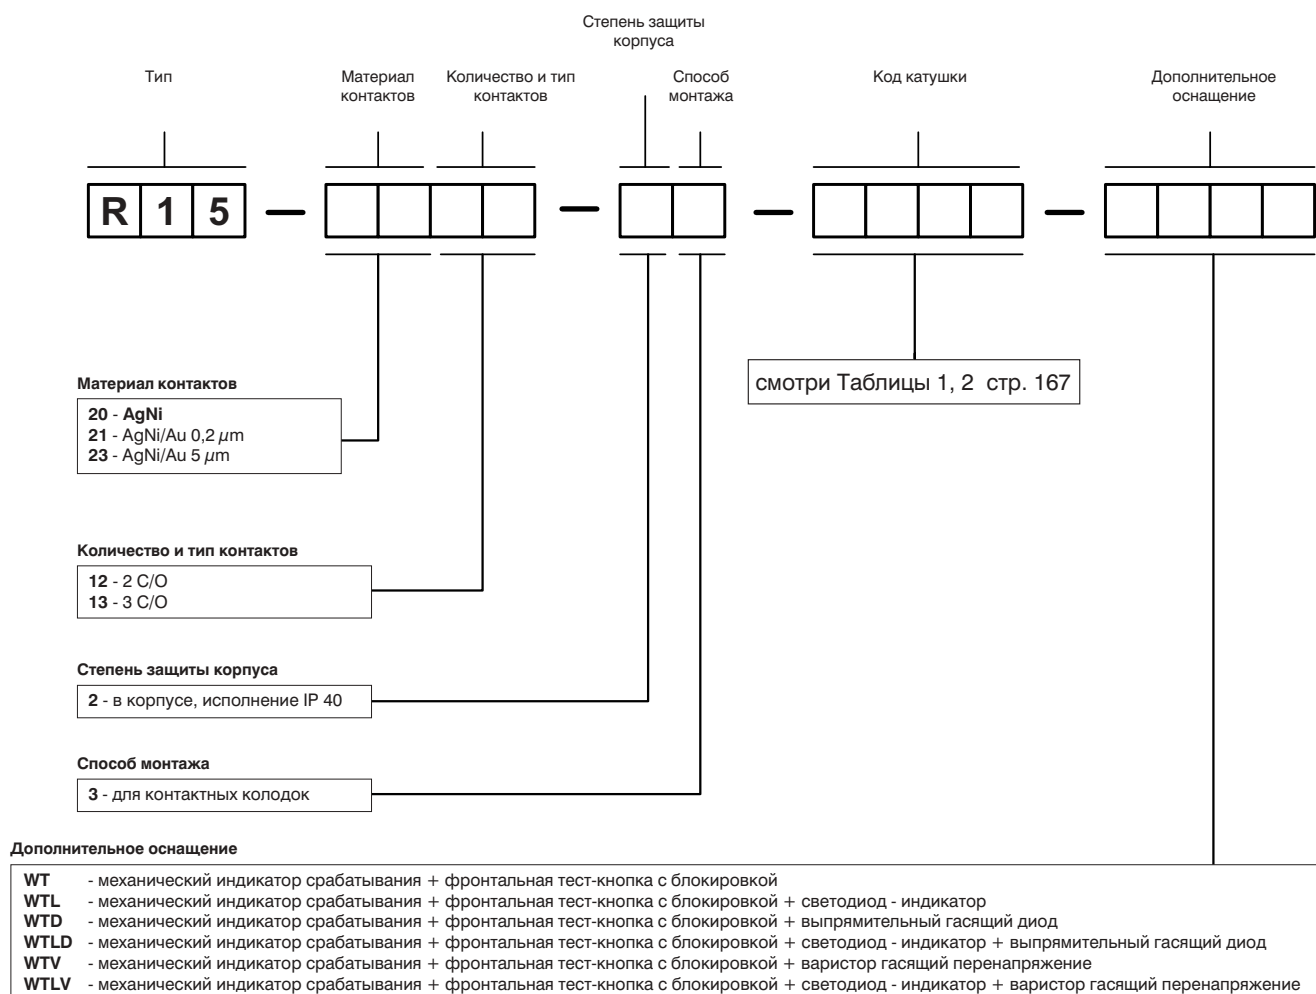 Степень защиты
корпуса
Тип
Материал
контактов
Количество и тип
контактов
Способ
монтажа
Код катушки
Дополнительное
оснащение
R 1 5 – – – –
Материал контактов
20 - AgNi
21 - AgNi/Au 0,2 µm
23 - AgNi/Au 5 µm
смотри Таблицы 1, 2 стр. 167
Количество и тип контактов
12 - 2 C/O
13 - 3 C/O
Степень защиты корпуса
2 - в корпусе, исполнение IP 40
Способ монтажа
3 - для контактных колодок
Дополнительное оснащение
WT - механический индикатор срабатывания + фронтальная тест-кнопка с блокировкой
WTL - механический индикатор срабатывания + фронтальная тест-кнопка с блокировкой + светодиод - индикатор
WTD - механический индикатор срабатывания + фронтальная тест-кнопка с блокировкой + выпрямительный гасящий диод
WTLD - механический индикатор срабатывания + фронтальная тест-кнопка с блокировкой + светодиод - индикатор + выпрямительный гасящий диод
WTV - механический индикатор срабатывания + фронтальная тест-кнопка с блокировкой + варистор гасящий перенапряжение
WTLV - механический индикатор срабатывания + фронтальная тест-кнопка с блокировкой + светодиод - индикатор + варистор гасящий перенапряжение